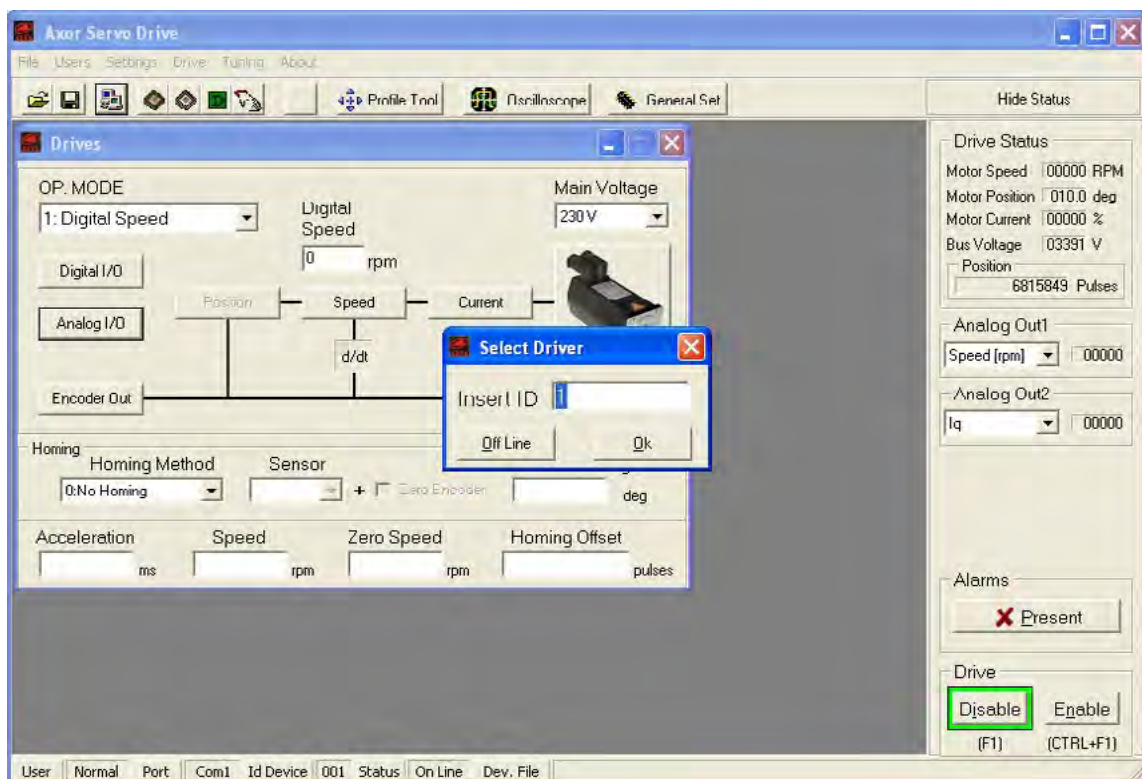 Axor Servo Drive
File Users Settings Drive Tuning About
Profile Tool Oscilloscope General Set Hide Status
Drives
OP. MODE
1: Digital Speed
Digital
Speed
0 rpm
Main Voltage
230 V
Digital I/O
Analog I/O
Encoder Out
Position Speed Current
d/dt
Select Driver
Insert ID 1
Off Line Ok
Homing
Homing Method Sensor
0:No Homing + Zero Encoder deg
Acceleration Speed Zero Speed Homing Offset
ms rpm rpm pulses
Drive Status
Motor Speed 00000 RPM
Motor Position 010.0 deg
Motor Current 00000 %
Bus Voltage 03391 V
Position
6815849 Pulses
Analog Out1
Speed [rpm] 00000
Analog Out2
Iq 00000
Alarms
Present
Drive
Disable Enable
(F1) (CTRL+F1)
User Normal Port Com1 Id Device 001 Status On Line Dev. File